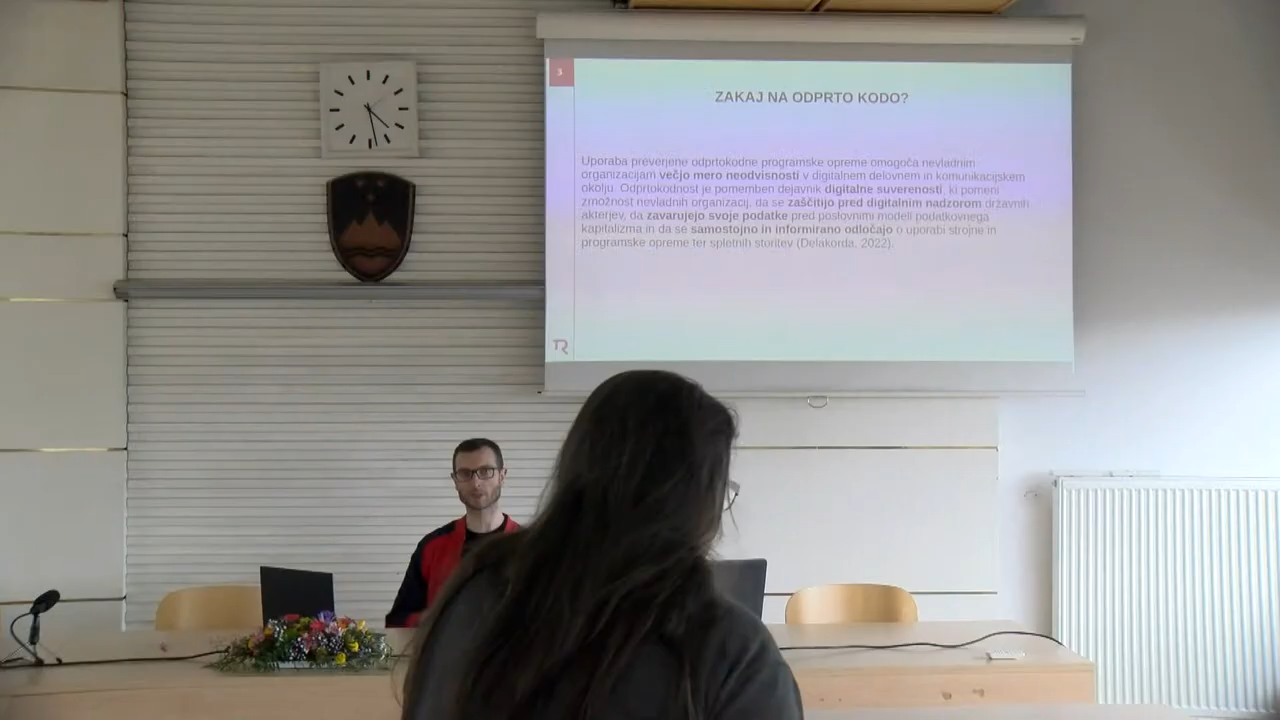 3
ZAKAJ NA ODPRTO KODO?
Uporaba preverjene odprtokodne programske opreme omogoča nevladnim
organizacijam večjo mero neodvisnosti v digitalnem delovnem in komunikacijskem
okolju. Odprtokodnost je pomemben dejavnik digitalne suverenosti, ki pomeni
zmožnost nevladnih organizacij, da se zaščitijo pred digitalnim nadzorom državnih
akterjev, da zavarujejo svoje podatke pred poslovnimi modeli podatkovnega
kapitalizma in da se samostojno in informirano odločajo o uporabi strojne in
programske opreme ter spletnih storitev (Delakorda, 2022).
TR